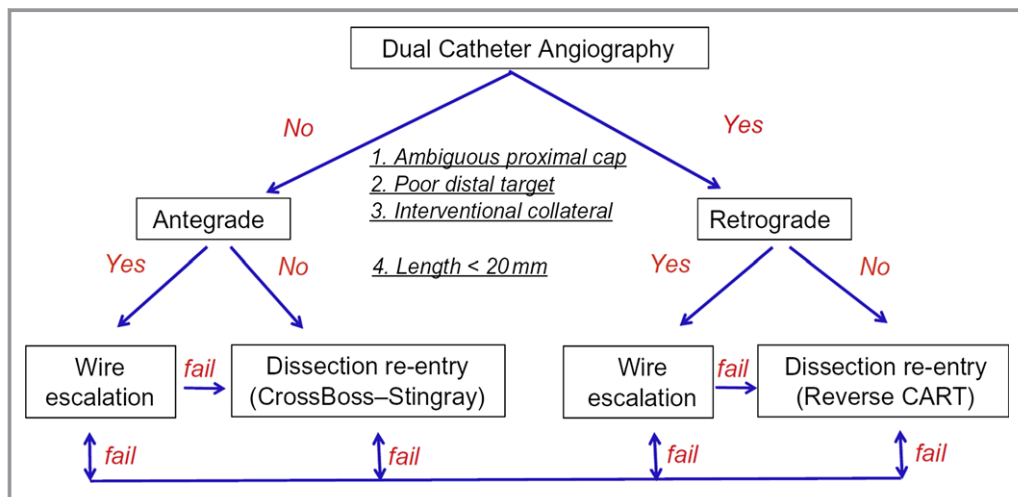 Dual Catheter Angiography
No
Yes
1. Ambiguous proximal cap
2. Poor distal target
3. Interventional collateral
Antegrade
Retrograde
4. Length < 20 mm
Yes
No
Yes
No
Wire
escalation
fail
Dissection re-entry
(CrossBoss–Stingray)
Wire
escalation
fail
Dissection re-entry
(Reverse CART)
fail
fail
fail
fail